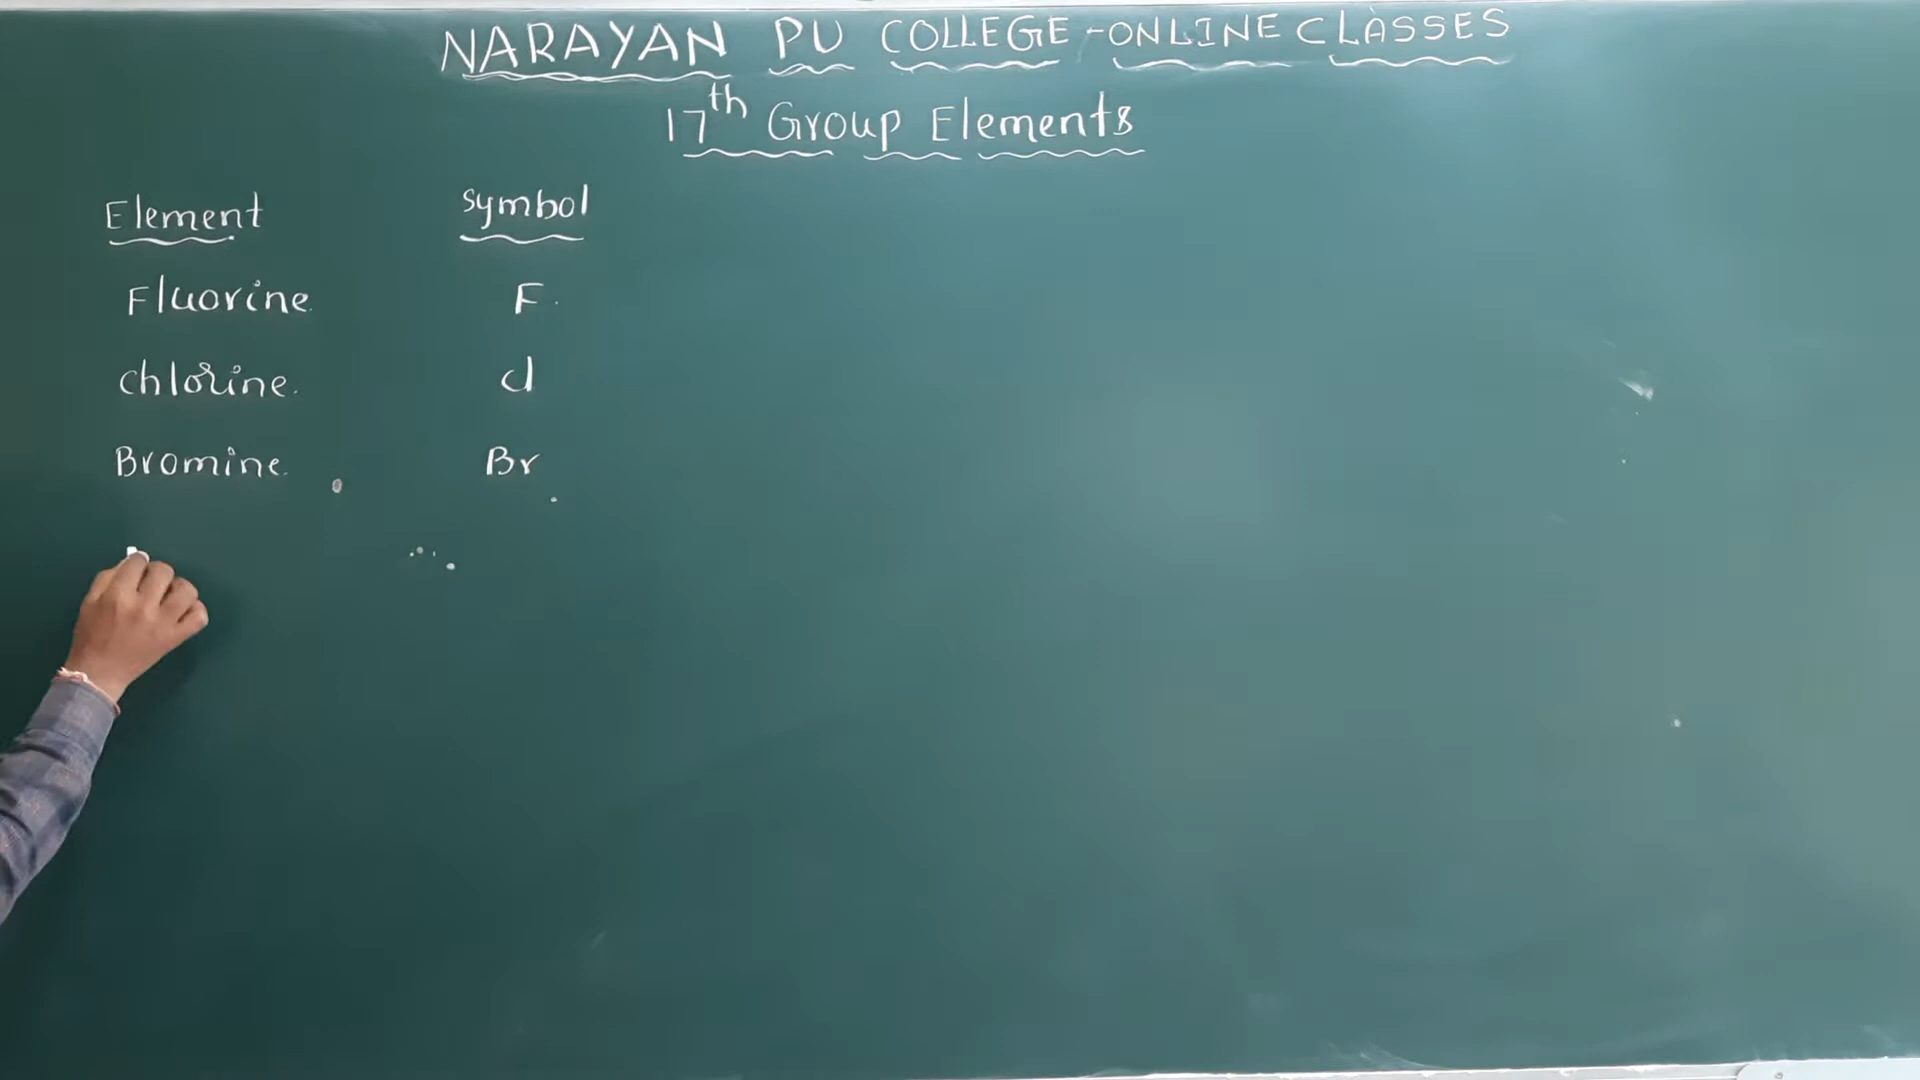 NARAYAN PU COLLEGE - ONLINE CLASSES
17th Group Elements
Element symbol
Fluorine F
chlorine Cl
Bromine Br